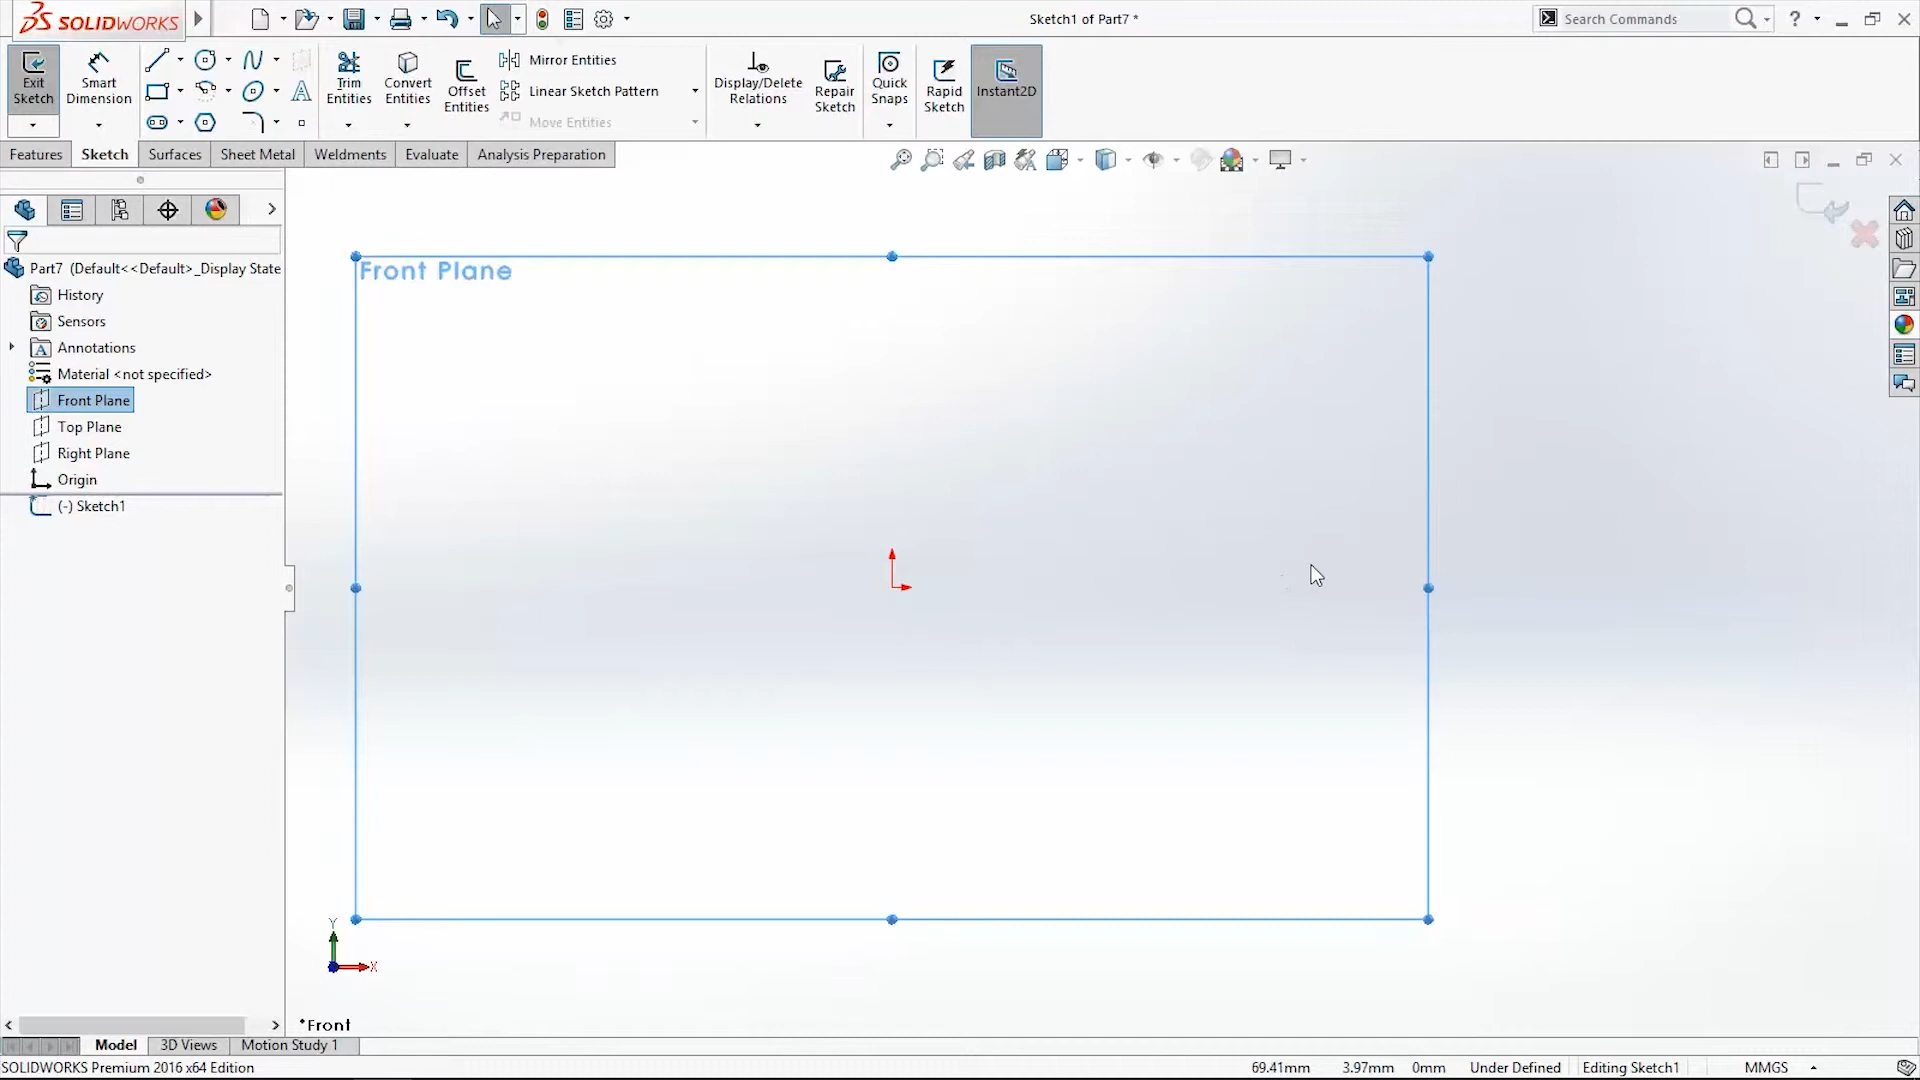 SOLIDWORKS
Sketch1 of Part7 *
Search Commands
?
Exit Sketch
Smart Dimension
Trim Entities
Convert Entities
Offset Entities
Mirror Entities
Linear Sketch Pattern
Move Entities
Display/Delete Relations
Repair Sketch
Quick Snaps
Rapid Sketch
Instant2D
Features
Sketch
Surfaces
Sheet Metal
Weldments
Evaluate
Analysis Preparation
Part7 (Default<<Default>_Display State
History
Sensors
Annotations
Material <not specified>
Front Plane
Top Plane
Right Plane
Origin
(-) Sketch1
Front Plane
Y
X
*Front
Model
3D Views
Motion Study 1
SOLIDWORKS Premium 2016 x64 Edition
69.41mm
3.97mm
0mm
Under Defined
Editing Sketch1
MMGS